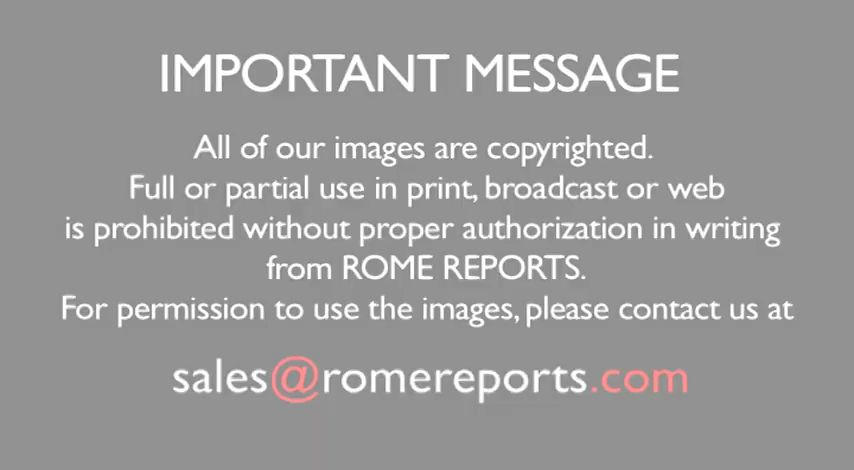 IMPORTANT MESSAGE
All of our images are copyrighted.
Full or partial use in print, broadcast or web
is prohibited without proper authorization in writing
from ROME REPORTS.
For permission to use the images, please contact us at
sales@romereports.com